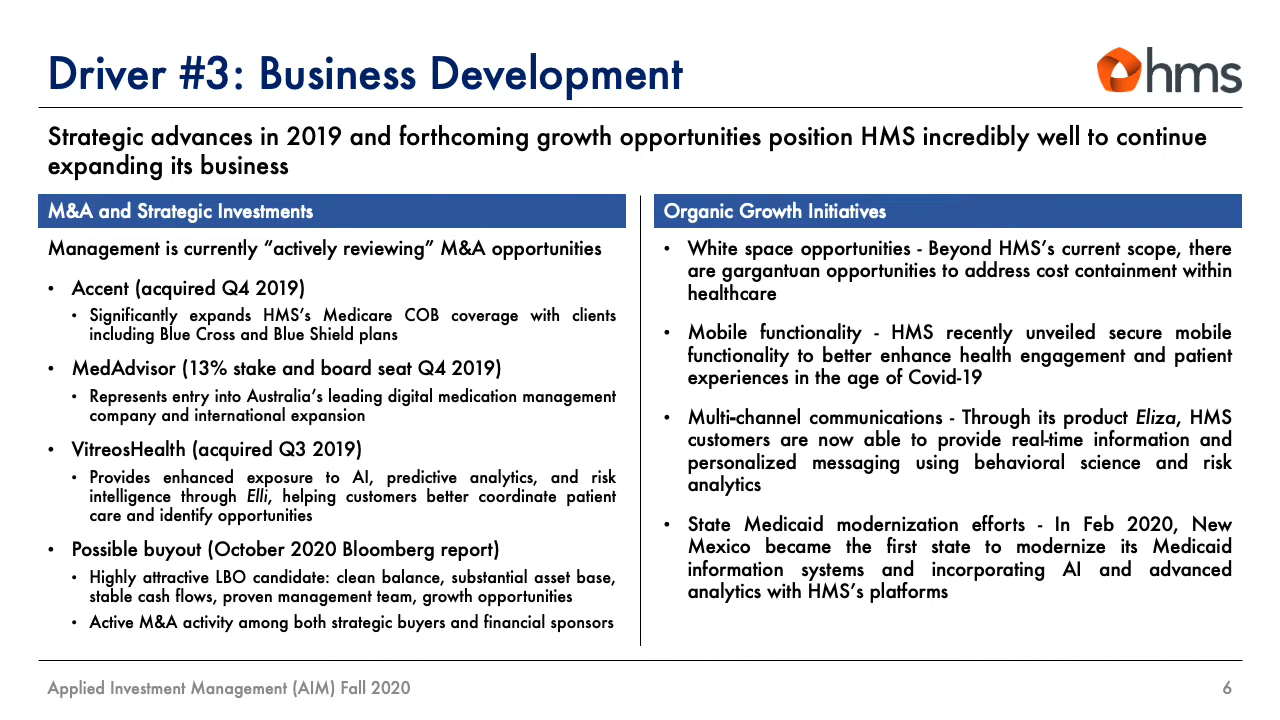 Driver #3: Business Development
hms
Strategic advances in 2019 and forthcoming growth opportunities position HMS incredibly well to continue
expanding its business
M&A and Strategic Investments
Management is currently “actively reviewing” M&A opportunities
• Accent (acquired Q4 2019)
• Significantly expands HMS’s Medicare COB coverage with clients
including Blue Cross and Blue Shield plans
• MedAdvisor (13% stake and board seat Q4 2019)
• Represents entry into Australia’s leading digital medication management
company and international expansion
• VitreosHealth (acquired Q3 2019)
• Provides enhanced exposure to AI, predictive analytics, and risk
intelligence through Elli, helping customers better coordinate patient
care and identify opportunities
• Possible buyout (October 2020 Bloomberg report)
• Highly attractive LBO candidate: clean balance, substantial asset base,
stable cash flows, proven management team, growth opportunities
• Active M&A activity among both strategic buyers and financial sponsors
Organic Growth Initiatives
• White space opportunities - Beyond HMS’s current scope, there
are gargantuan opportunities to address cost containment within
healthcare
• Mobile functionality - HMS recently unveiled secure mobile
functionality to better enhance health engagement and patient
experiences in the age of Covid-19
• Multi-channel communications - Through its product Eliza, HMS
customers are now able to provide real-time information and
personalized messaging using behavioral science and risk
analytics
• State Medicaid modernization efforts - In Feb 2020, New
Mexico became the first state to modernize its Medicaid
information systems and incorporating AI and advanced
analytics with HMS’s platforms
Applied Investment Management (AIM) Fall 2020
6